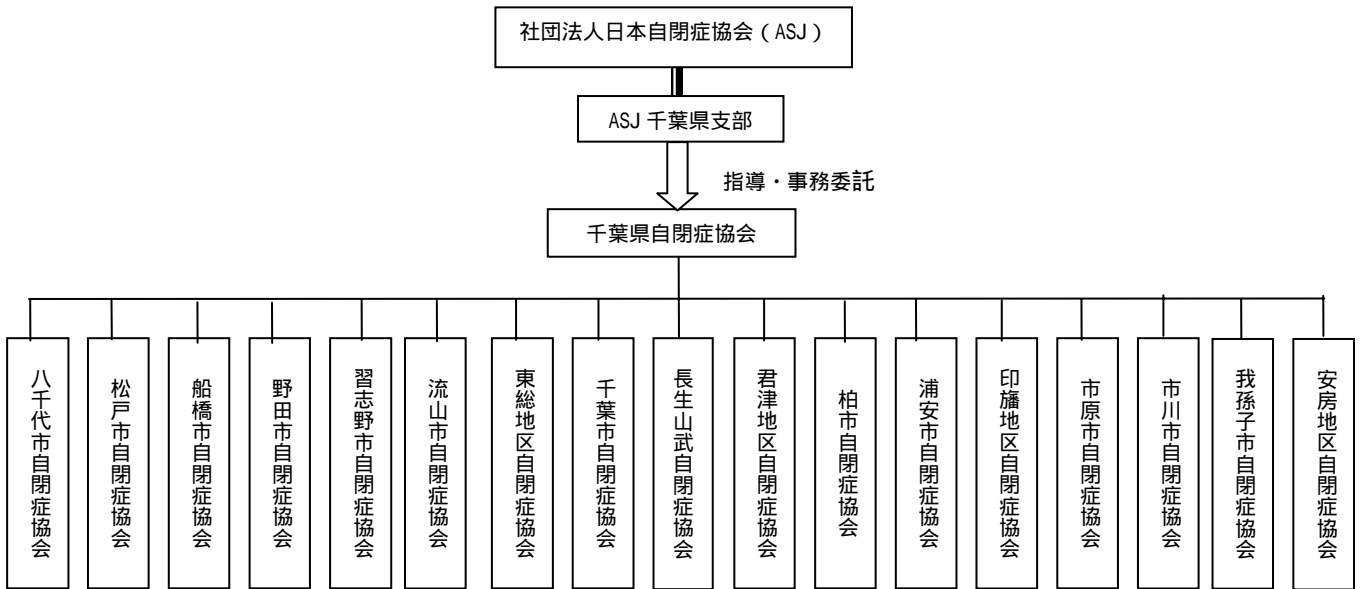 社団法人日本自閉症協会（ASJ）
ASJ 千葉県支部
指導・事務委託
千葉県自閉症協会
八千代市自閉症協会
松戸市自閉症協会
船橋市自閉症協会
野田市自閉症協会
習志野市自閉症協会
流山市自閉症協会
東総地区自閉症協会
千葉市自閉症協会
長生山武自閉症協会
君津地区自閉症協会
柏市自閉症協会
浦安市自閉症協会
印旛地区自閉症協会
市原市自閉症協会
市川市自閉症協会
我孫子市自閉症協会
安房地区自閉症協会